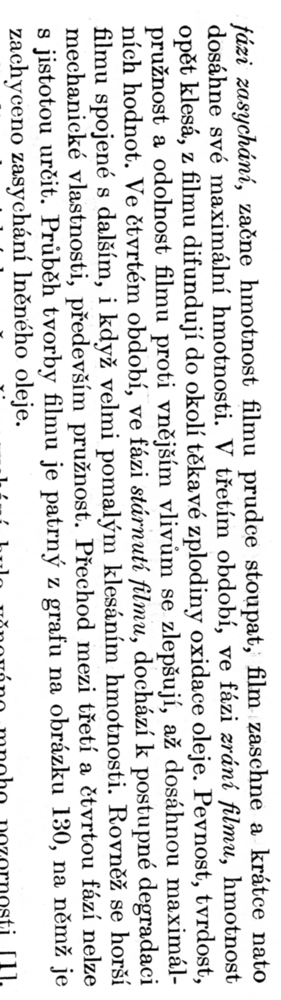 fázi zasychání, začne hmotnost filmu prudce stoupat, film zaschne a krátce nato
dosáhne své maximální hmotnosti. V třetím období, ve fázi zrání filmu, hmotnost
opět klesá, z filmu difundují do okolí těkavé zplodiny oxidace oleje. Pevnost, tvrdost,
pružnost a odolnost filmu proti vnějším vlivům se zlepšují, až dosáhnou maximál-
ních hodnot. Ve čtvrtém období, ve fázi stárnutí filmu, dochází k postupné degradaci
filmu spojené s dalším, i když velmi pomalým klesáním hmotnosti. Rovněž se horší
mechanické vlastnosti, především pružnost. Přechod mezi třetí a čtvrtou fází nelze
s jistotou určit. Průběh tvorby filmu je patrný z grafu na obrázku 130, na němž je
zachyceno zasychání lněného oleje.
bylo věnováno mnoho pozornosti [1].